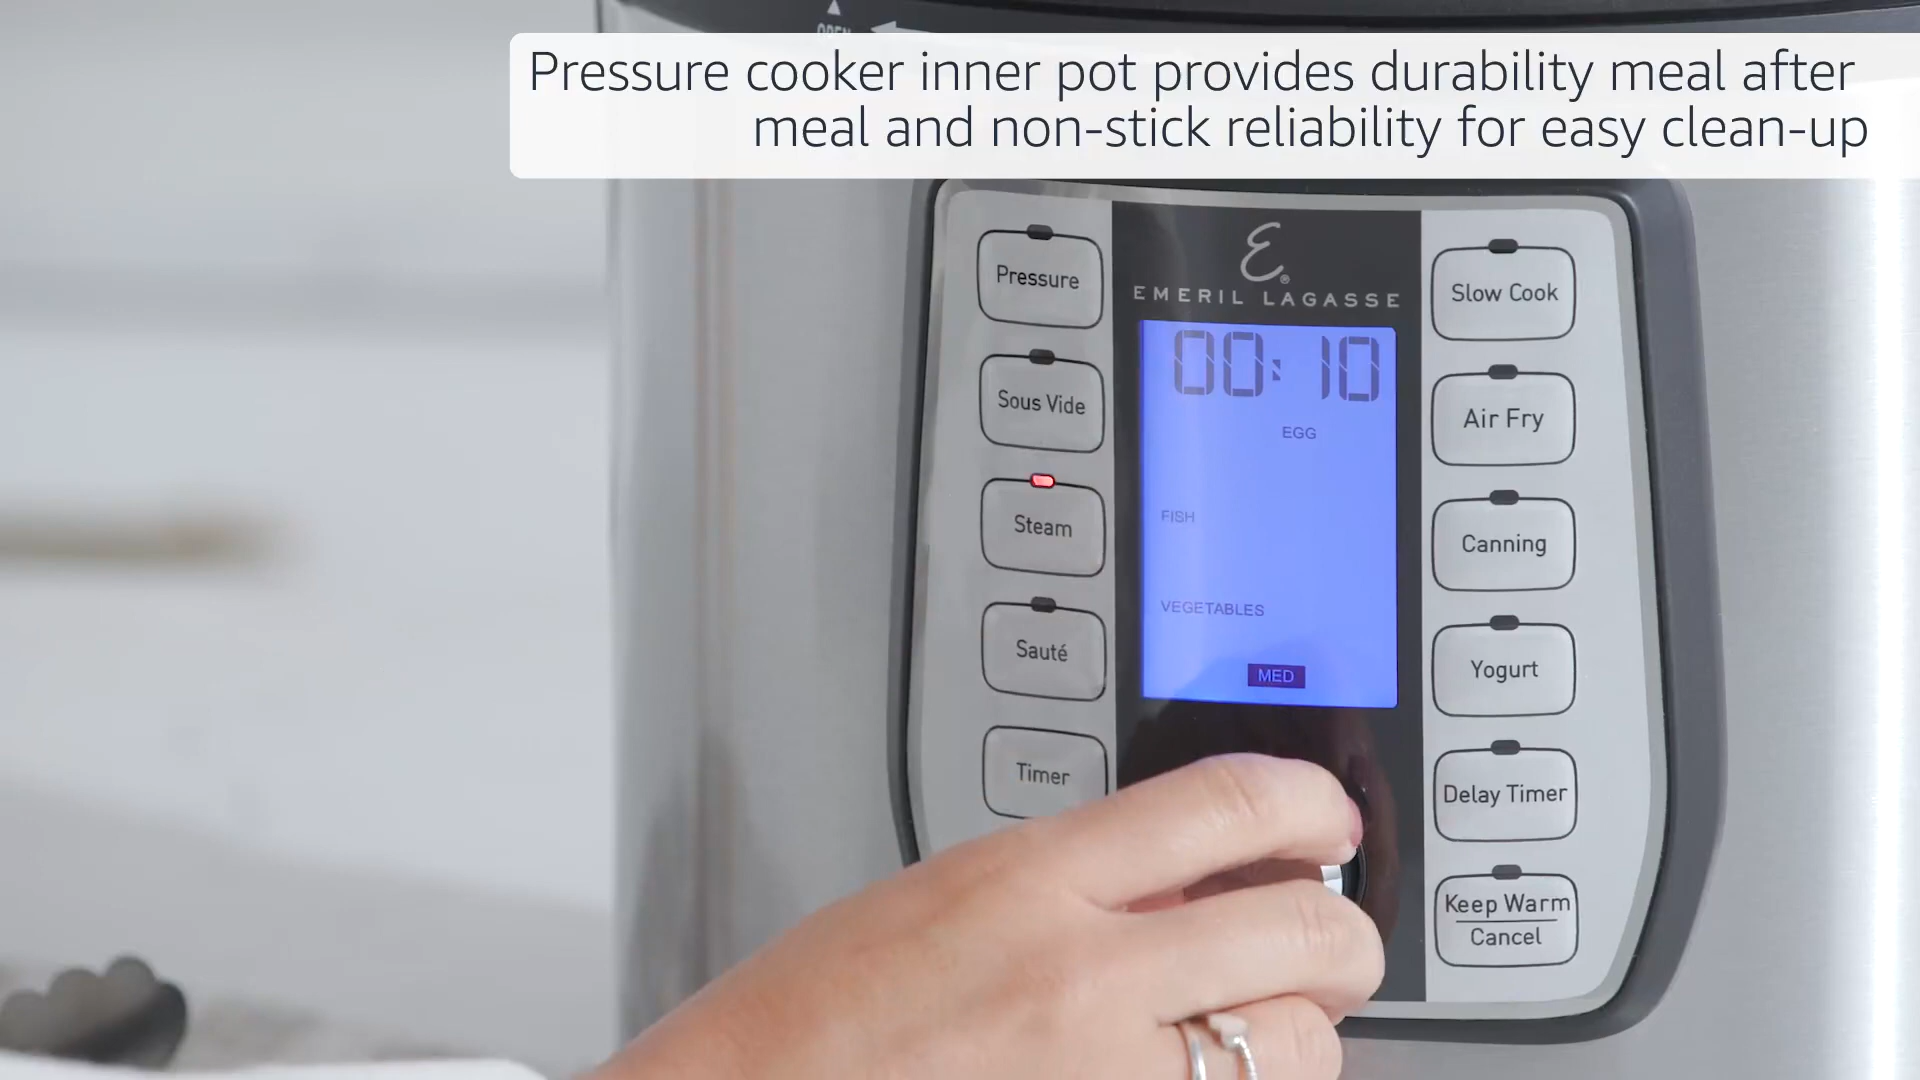 OPEN
Pressure cooker inner pot provides durability meal after
meal and non-stick reliability for easy clean-up
E®
EMERIL LAGASSE
00:10
EGG
FISH
VEGETABLES
MED
Pressure
Sous Vide
Steam
Sauté
Timer
Slow Cook
Air Fry
Canning
Yogurt
Delay Timer
Keep Warm
Cancel